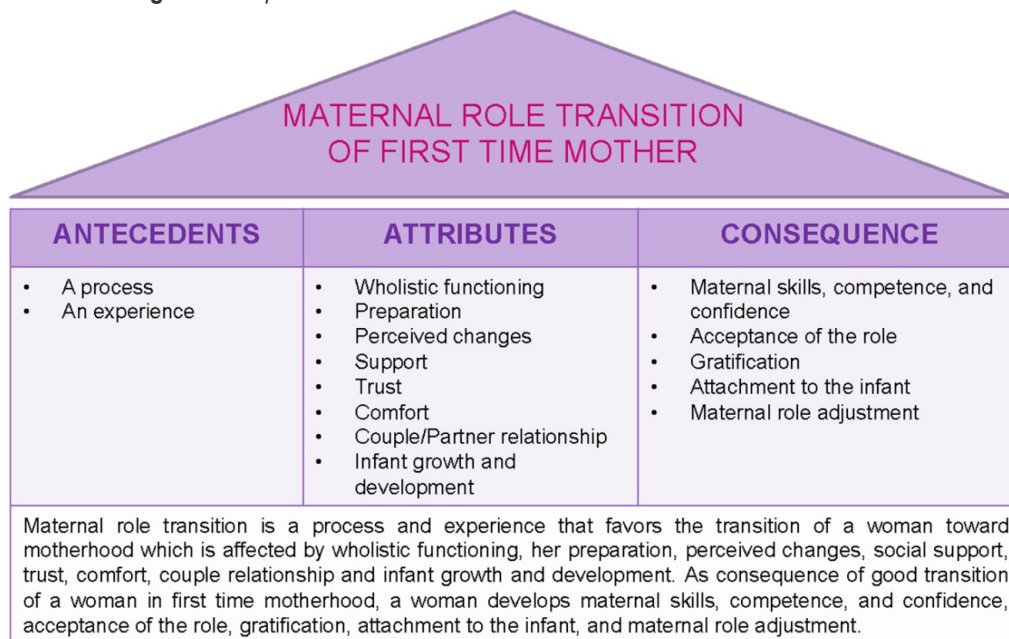 MATERNAL ROLE TRANSITION
OF FIRST TIME MOTHER
ANTECEDENTS
• A process
• An experience
ATTRIBUTES
• Wholistic functioning
• Preparation
• Perceived changes
• Support
• Trust
• Comfort
• Couple/Partner relationship
• Infant growth and
development
CONSEQUENCE
• Maternal skills, competence, and
confidence
• Acceptance of the role
• Gratification
• Attachment to the infant
• Maternal role adjustment
Maternal role transition is a process and experience that favors the transition of a woman toward
motherhood which is affected by wholistic functioning, her preparation, perceived changes, social support,
trust, comfort, couple relationship and infant growth and development. As consequence of good transition
of a woman in first time motherhood, a woman develops maternal skills, competence, and confidence,
acceptance of the role, gratification, attachment to the infant, and maternal role adjustment.